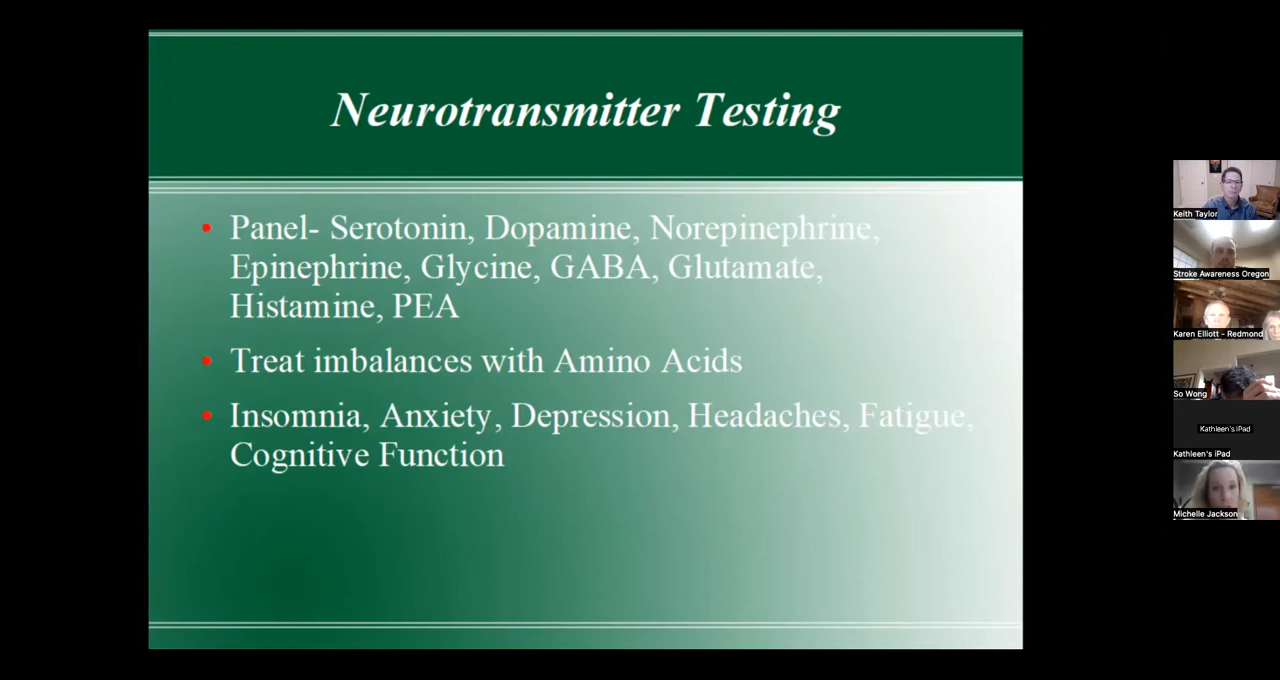 Neurotransmitter Testing
• Panel- Serotonin, Dopamine, Norepinephrine,
Epinephrine, Glycine, GABA, Glutamate,
Histamine, PEA
• Treat imbalances with Amino Acids
• Insomnia, Anxiety, Depression, Headaches, Fatigue,
Cognitive Function
Keith Taylor
Stroke Awareness Oregon
Karen Elliott - Redmond
So Wong
Kathleen's iPad
Kathleen's iPad
Michelle Jackson